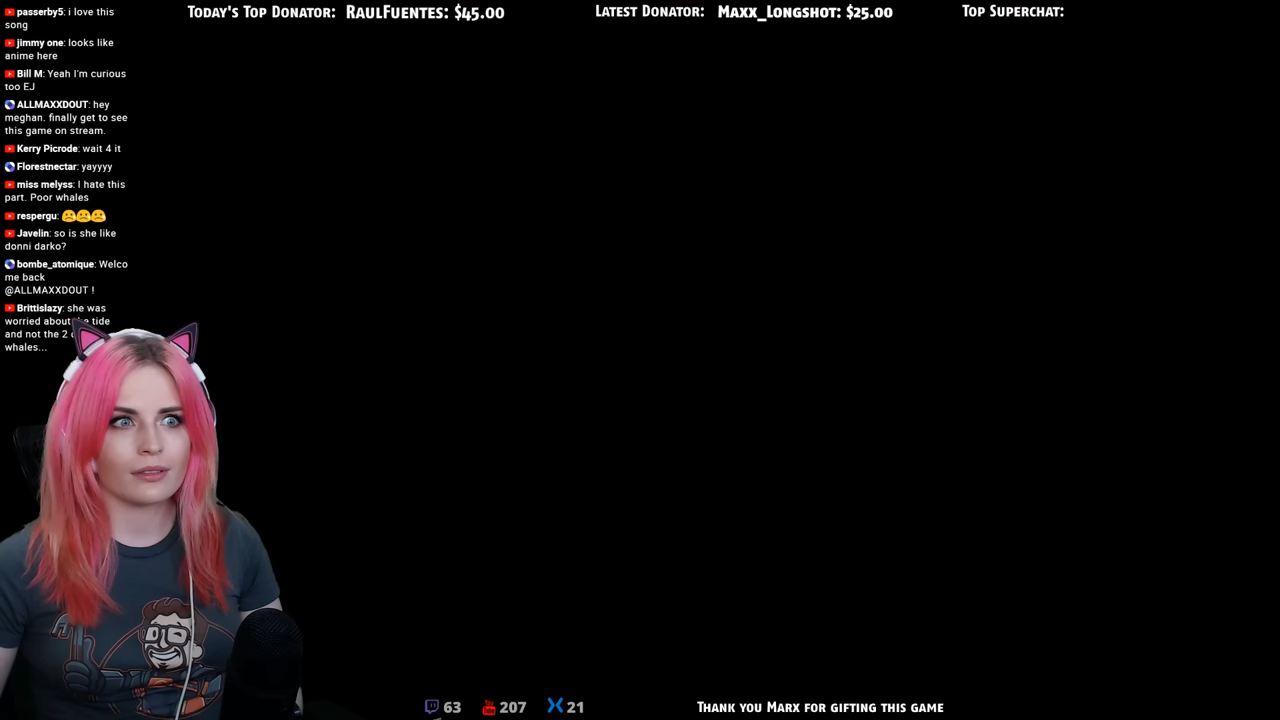 Today's Top Donator: RaulFuentes: $45.00
Latest Donator: Maxx_Longshot: $25.00
Top Superchat:
passerby5: i love this
song
jimmy one: looks like
anime here
Bill M: Yeah I'm curious
too EJ
ALLMAXXDOUT: hey
meghan. finally get to see
this game on stream.
Kerry Picrode: wait 4 it
Florestnectar: yayyyy
miss melyss: I hate this
part. Poor whales
respergu: 🙁🙁🙁
Javelin: so is she like
donni darko?
bombe_atomique: Welco
me back
@ALLMAXXDOUT !
Brittislazy: she was
worried about tide
and not the 2
whales...
63
207
21
Thank you Marx for gifting this game